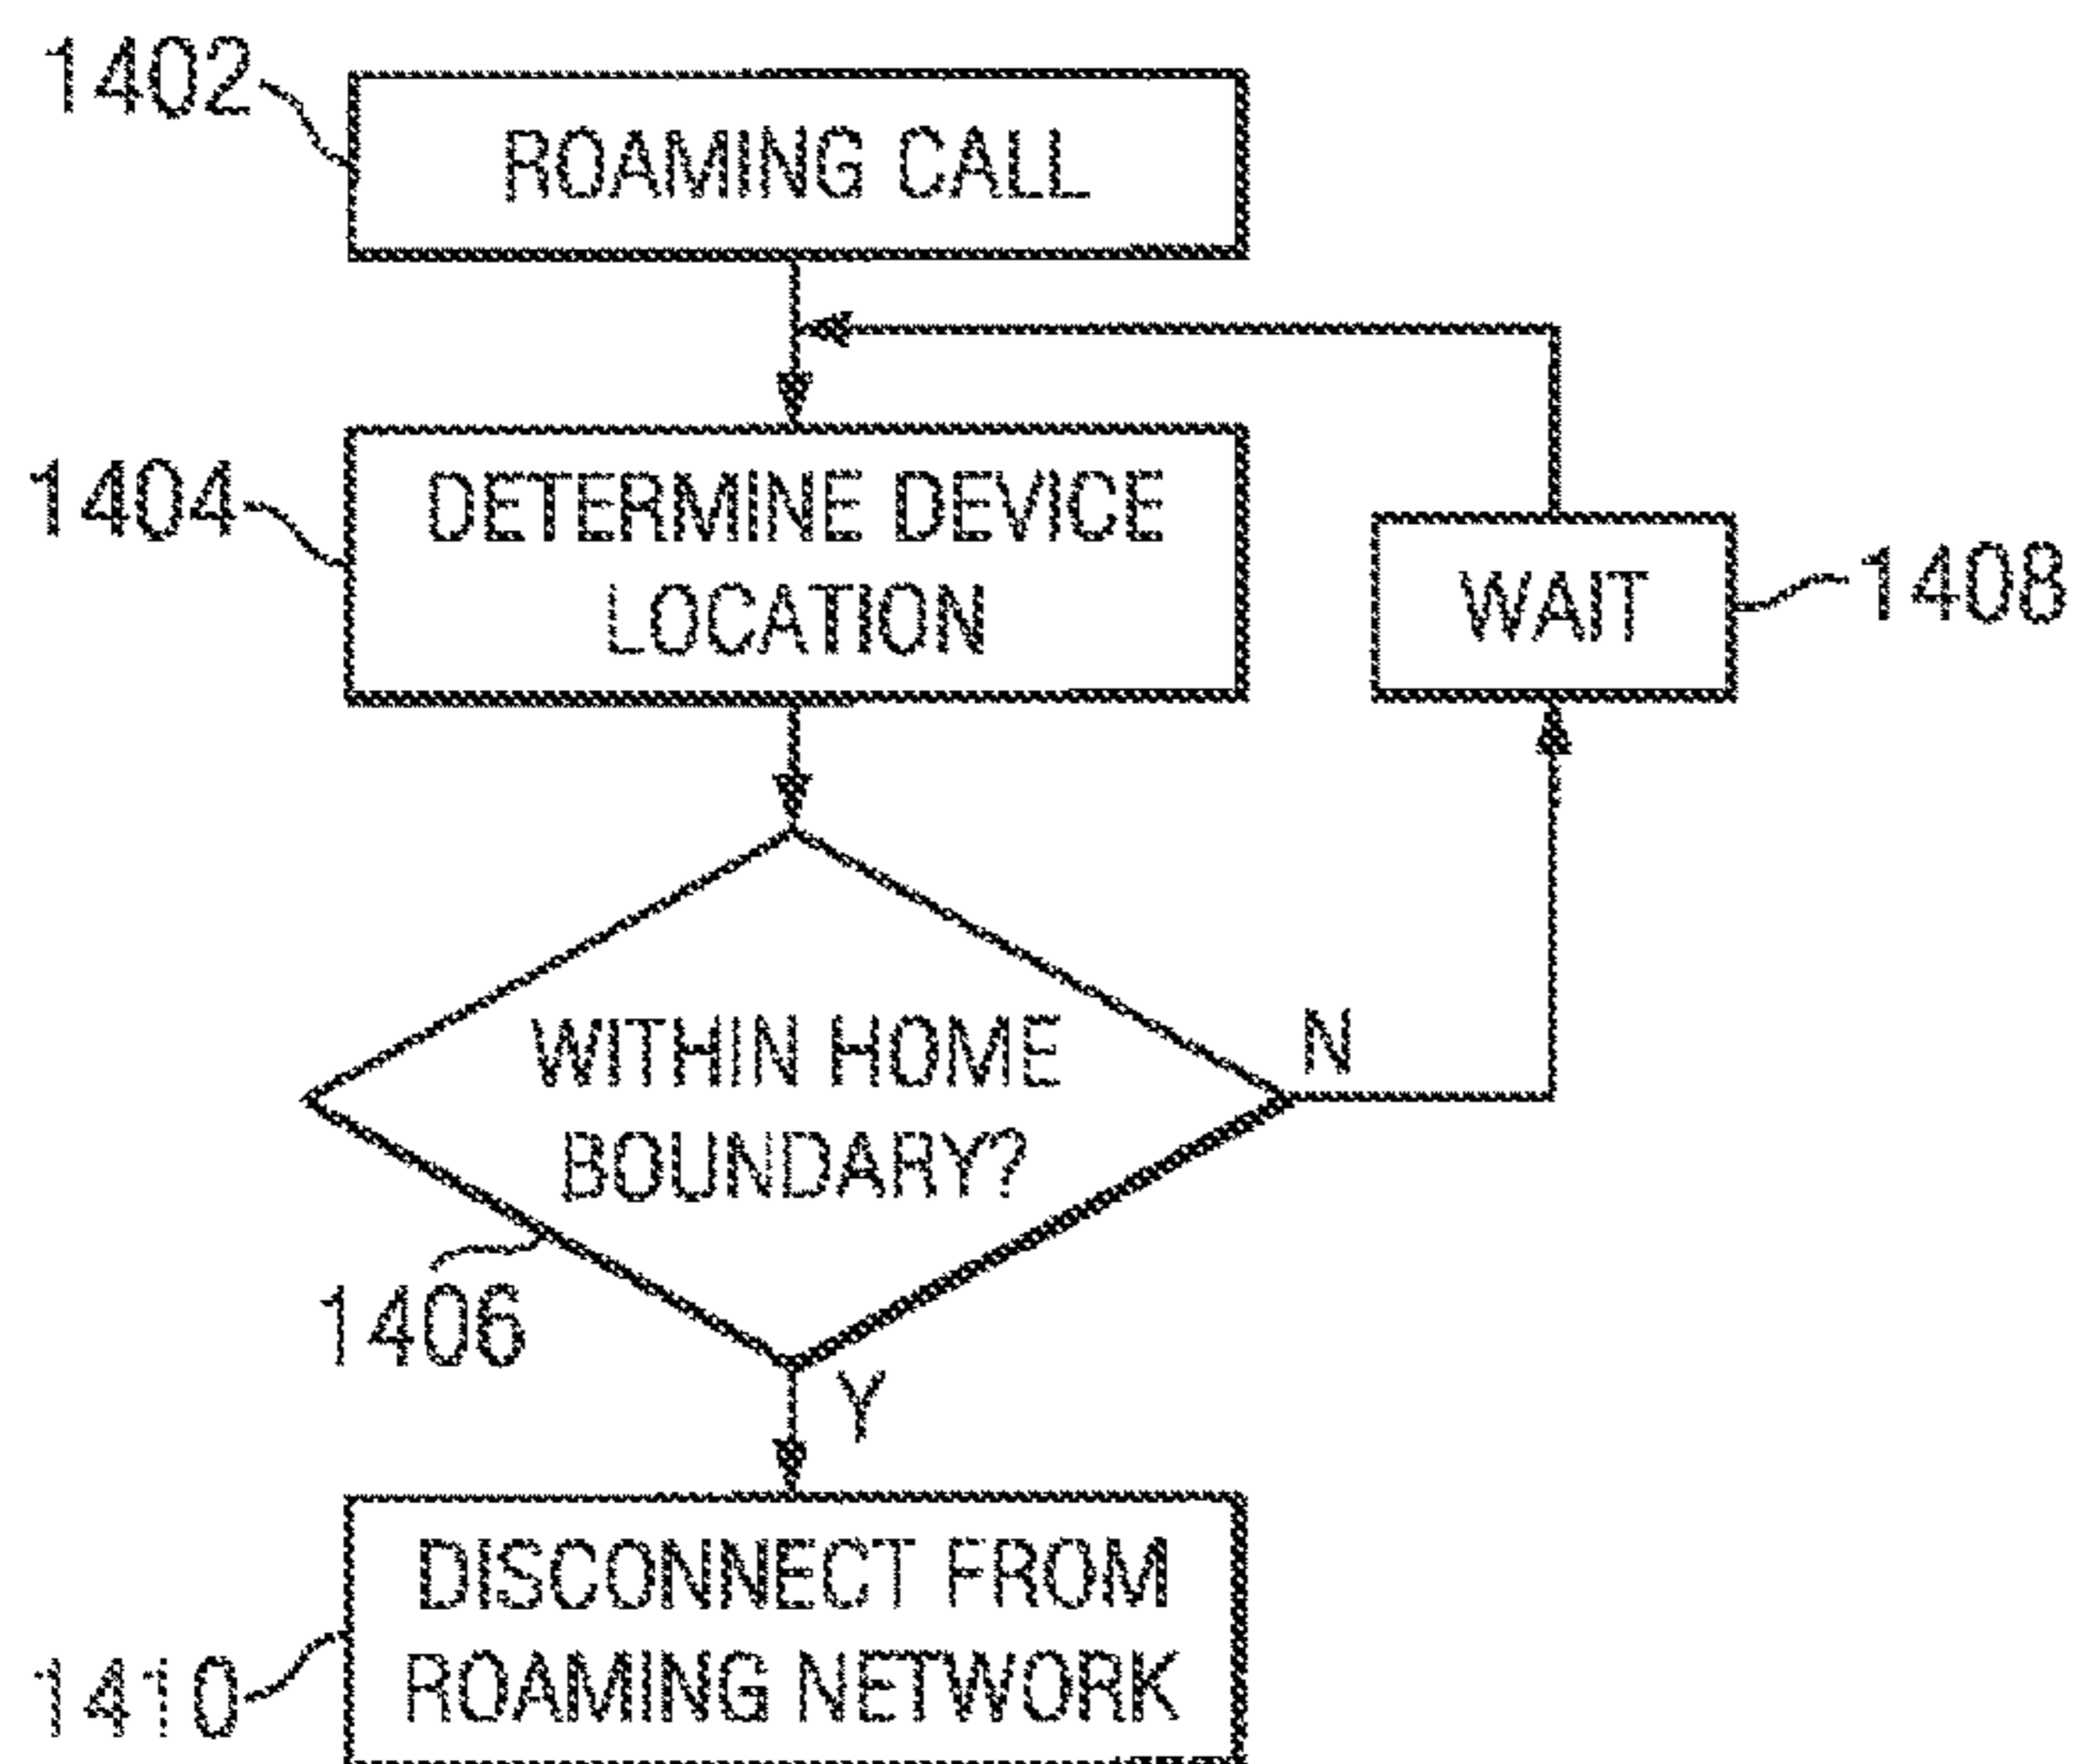 1402
ROAMING CALL
1404
DETERMINE DEVICE
LOCATION
WAIT
1408
WITHIN HOME
BOUNDARY?
N
1406
Y
DISCONNECT FROM
ROAMING NETWORK
1410